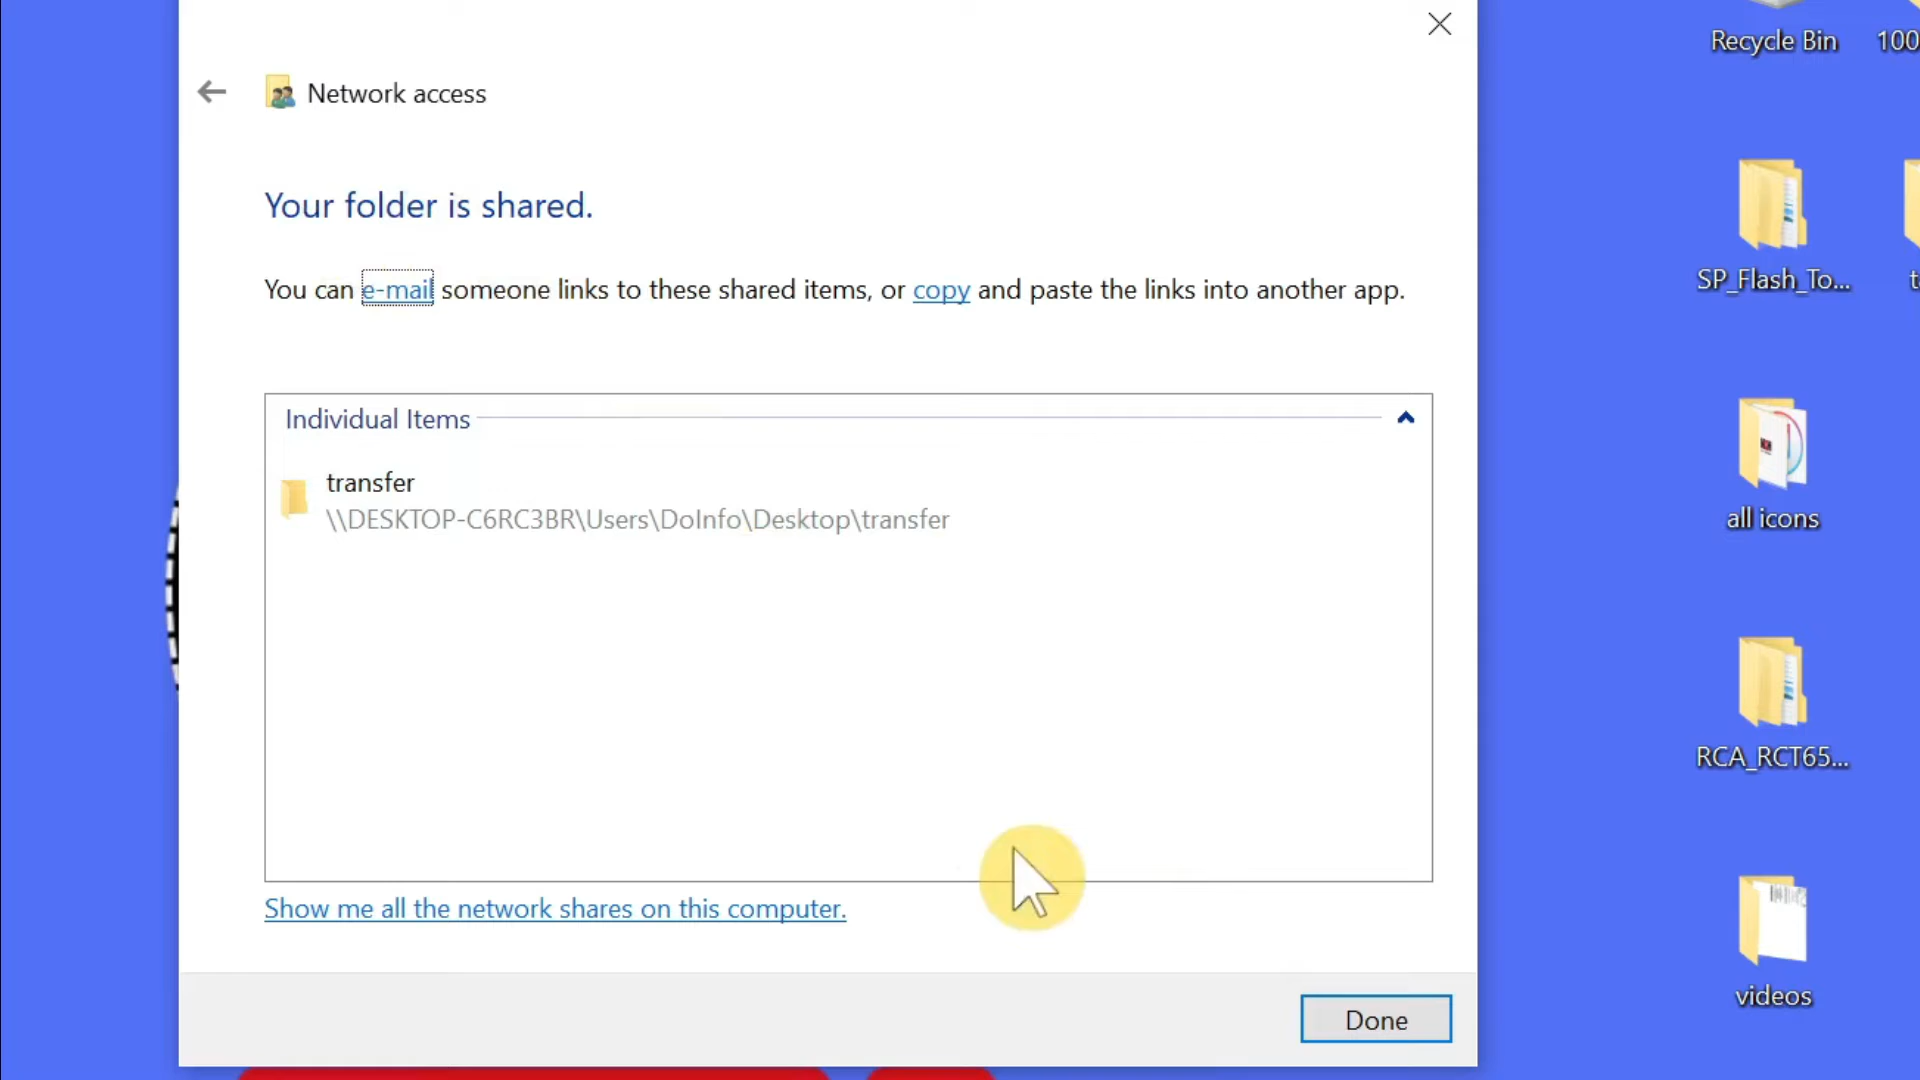 Network access
Your folder is shared.
You can e-mail someone links to these shared items, or copy and paste the links into another app.
Individual Items
transfer
\\DESKTOP-C6RC3BR\Users\DoInfo\Desktop\transfer
Show me all the network shares on this computer.
Done
Recycle Bin
100
SP_Flash_To...
all icons
RCA_RCT65...
videos